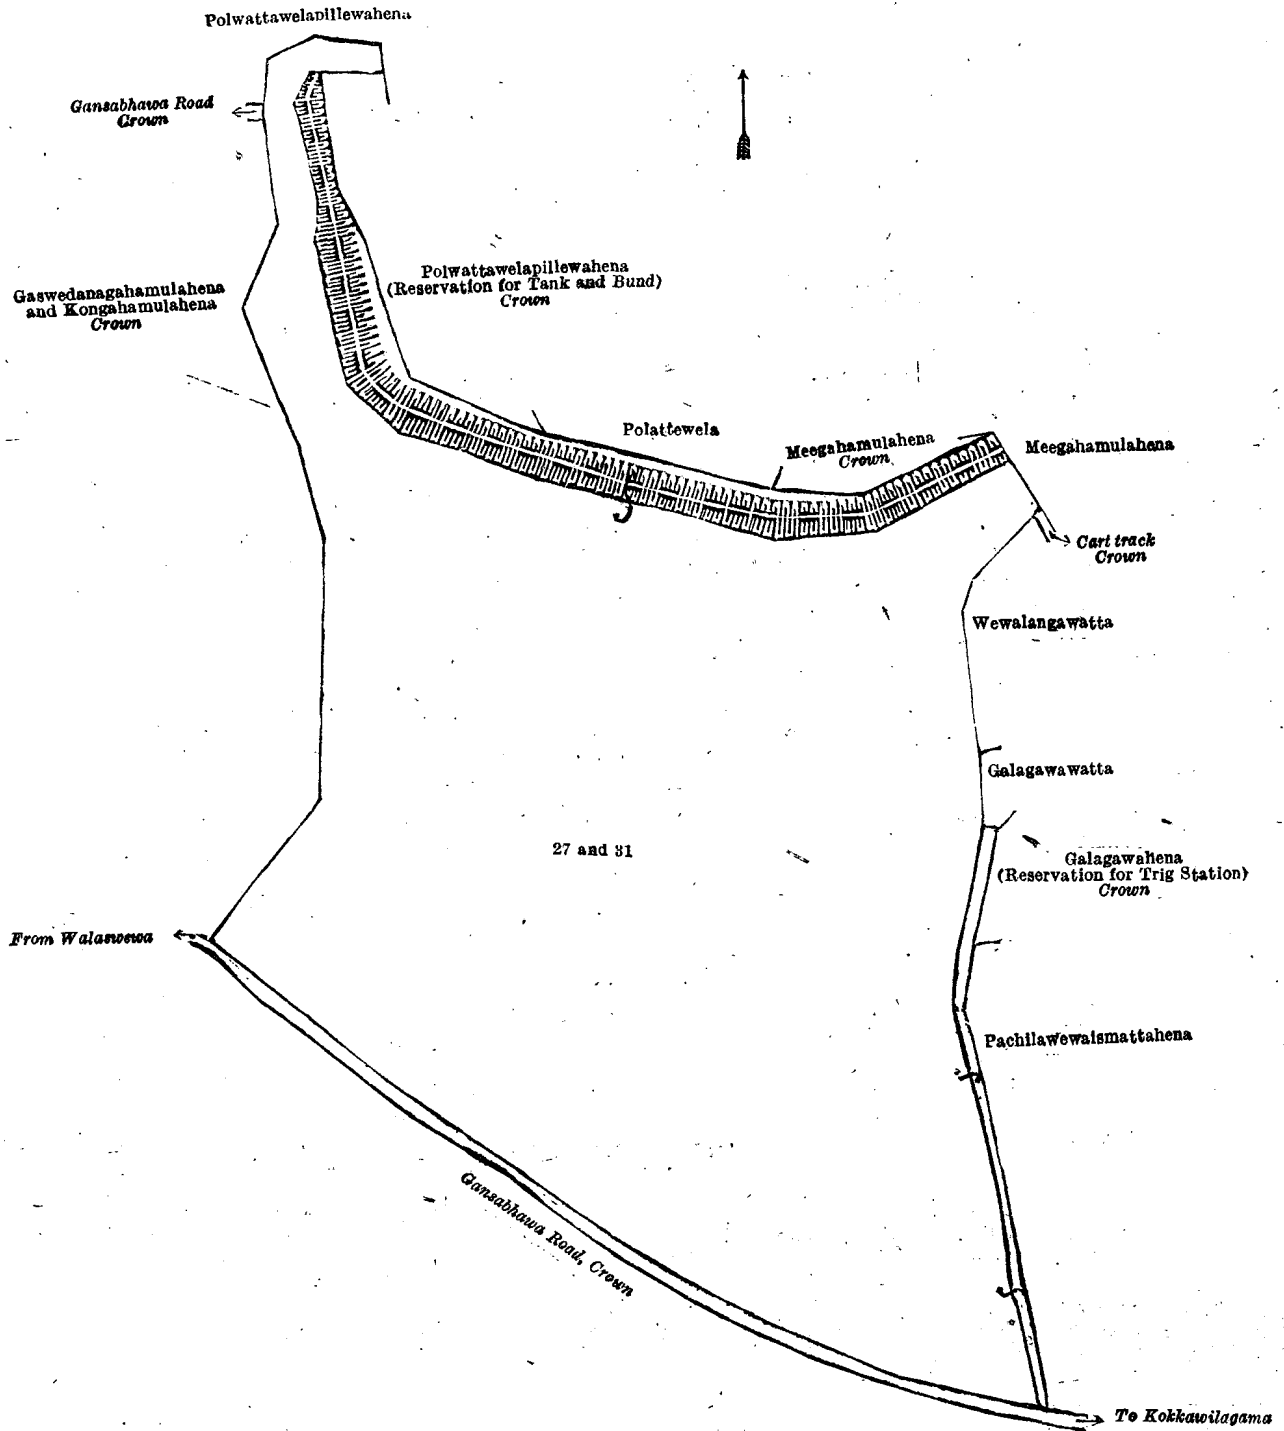 Polwattawelapillewahena
Gansabhawa Road
Crown
Polwattawelapillewahena
(Reservation for Tank and Bund)
Crown
Gaswedanagahamulahena
and Kongahamulahena
Crown
Polattewela
Meegahamulahena
Crown
Meegahamulahena
Cart track
Crown
Wewalangawatta
Galagawawatta
27 and 31
Galagawahena
(Reservation for Trig Station)
Crown
From Walaswewa
Pachilawewaismattahena
Gansabhawa Road, Crown
To Kokkawilagama